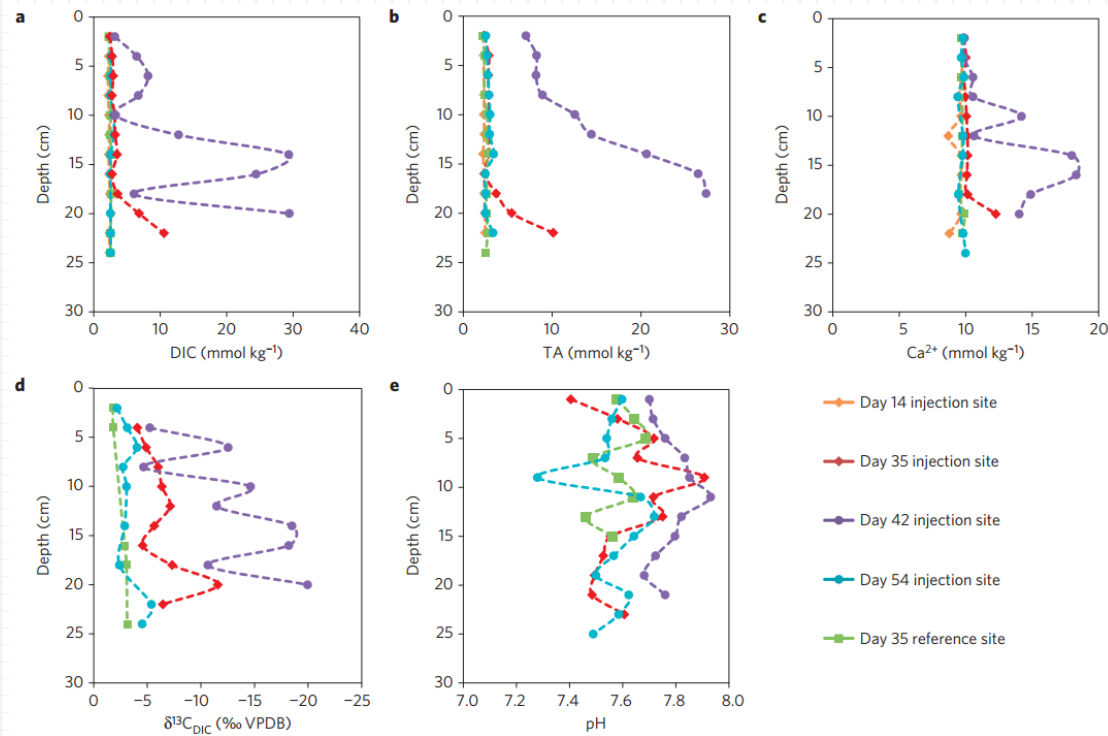 a
0
5
10
15
20
25
30
Depth (cm)
0 10 20 30 40
DIC (mmol kg⁻¹)
b
0
5
10
15
20
25
30
Depth (cm)
0 10 20 30
TA (mmol kg⁻¹)
c
0
5
10
15
20
25
30
Depth (cm)
0 5 10 15 20
Ca²⁺ (mmol kg⁻¹)
d
0
5
10
15
20
25
30
Depth (cm)
0 −5 −10 −15 −20 −25
δ¹³C_DIC (‰ VPDB)
e
0
5
10
15
20
25
30
Depth (cm)
7.0 7.2 7.4 7.6 7.8 8.0
pH
Day 14 injection site
Day 35 injection site
Day 42 injection site
Day 54 injection site
Day 35 reference site